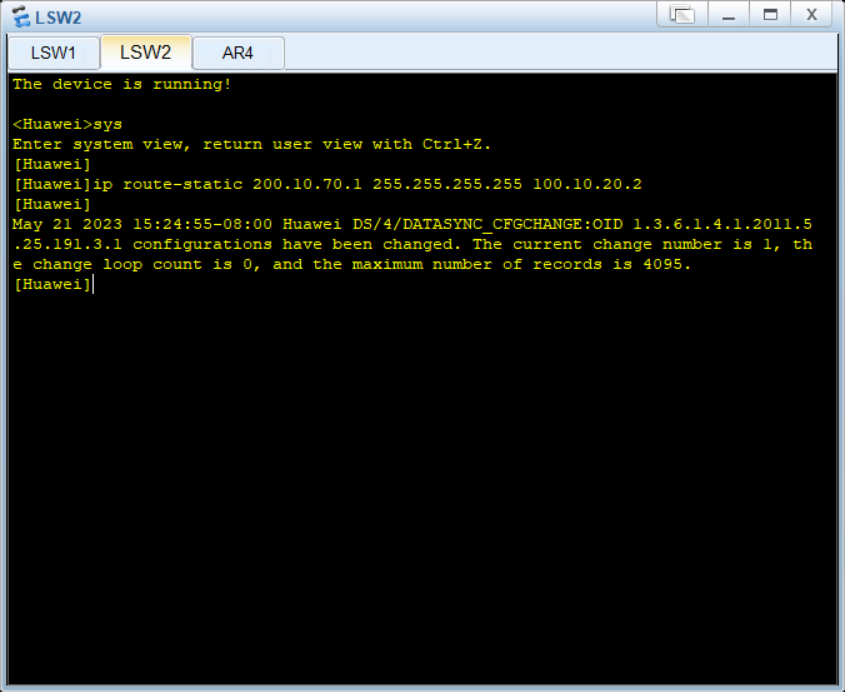 LSW2
X
LSW1 LSW2 AR4
The device is running!
<Huawei>sys
Enter system view, return user view with Ctrl+Z.
[Huawei]
[Huawei]ip route-static 200.10.70.1 255.255.255.255 100.10.20.2
[Huawei]
May 21 2023 15:24:55-08:00 Huawei DS/4/DATASYNC_CFGCHANGE:OID 1.3.6.1.4.1.2011.5
.25.191.3.1 configurations have been changed. The current change number is 1, th
e change loop count is 0, and the maximum number of records is 4095.
[Huawei]